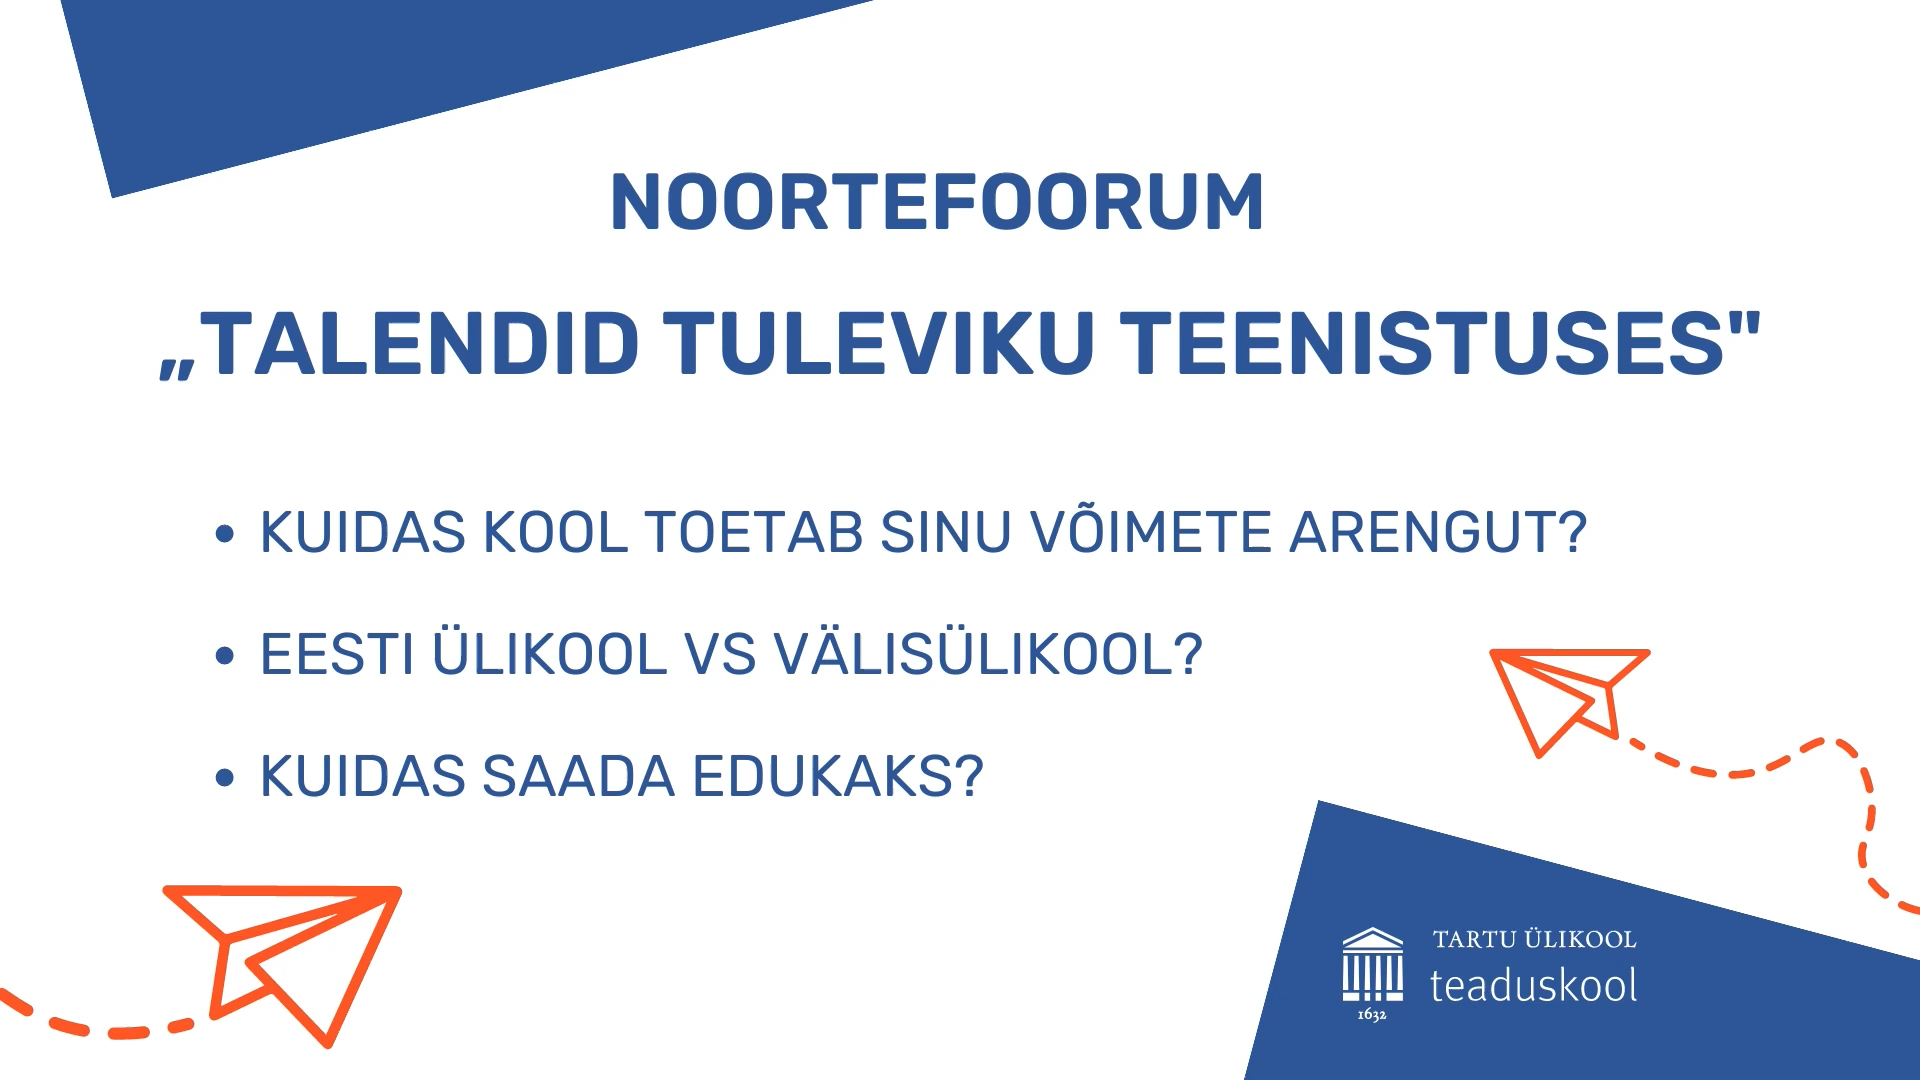 NOORTEFOORUM
„TALENDID TULEVIKU TEENISTUSES"
• KUIDAS KOOL TOETAB SINU VÕIMETE ARENGUT?
• EESTI ÜLIKOOL VS VÄLISÜLIKOOL?
• KUIDAS SAADA EDUKAKS?
TARTU ÜLIKOOL
teaduskool
1632